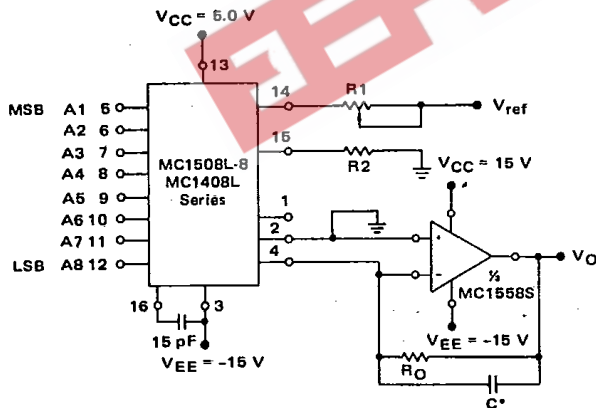 VCC = 5.0 V
13
MSB A1 5
A2 6
A3 7
A4 8
A5 9
A6 10
A7 11
LSB A8 12
MC1508L-8
MC1408L
Series
14
R1
Vref
15
R2
VCC = 15 V
1
2
4
+
−
½
MC1558S
VO
16
3
15 pF
VEE = -15 V
VEE = -15 V
RO
C*